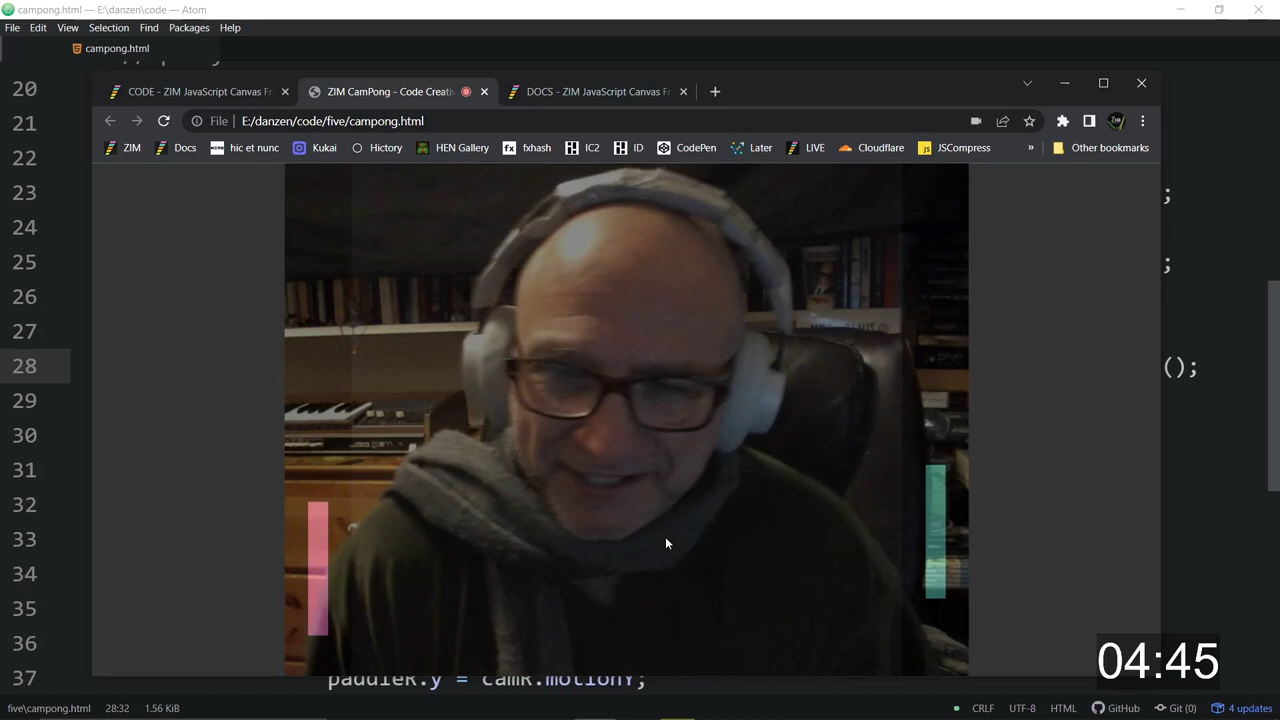 campong.html — E:\danzen\code — Atom
File Edit View Selection Find Packages Help
campong.html
20
CODE - ZIM JavaScript Canvas Fr
ZIM CamPong - Code Creativ
DOCS - ZIM JavaScript Canvas Fr
21
File | E:/danzen/code/five/campong.html
ZIM Docs hic et nunc Kukai Hictory HEN Gallery fxhash IC2 ID CodePen Later LIVE Cloudflare JSCompress » Other bookmarks
22
23 ;
24
25 ;
26
27
28 ();
29
30
31
32
33
34
35
36
37 paddleR.y = camR.motionY;
04:45
five\campong.html 28:32 1.56 KiB CRLF UTF-8 HTML GitHub Git (0) 4 updates